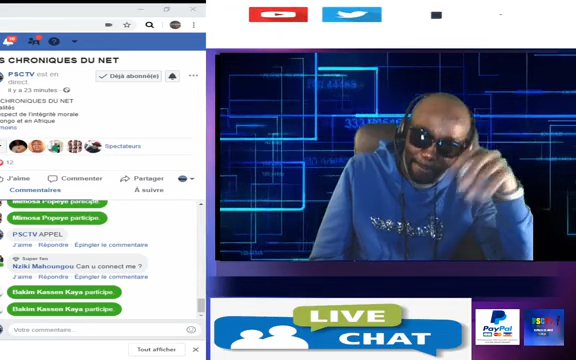 S CHRONIQUES DU NET
PSCTV est en
direct.
Déjà abonné(e)
il y a 23 minutes
CHRONIQUES DU NET
alités
spect de l'intégrité morale
ongo et en Afrique
moins
Spectateurs
12
J'aime
Commenter
Partager
Commentaires
À suivre
Mimosa Popeye participe.
Mimosa Popeye participe.
PSCTV APPEL
J'aime Répondre Épingler le commentaire
Super fan
Nziki Mahoungou Can u connect me ?
J'aime Répondre Épingler le commentaire
Bakim Kassen Kaya participe.
Bakim Kassen Kaya participe.
Votre commentaire...
Tout afficher
LIVE
CHAT
PayPal